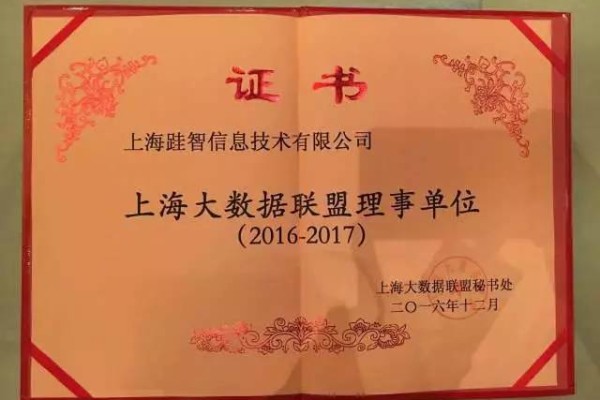 证书
上海跬智信息技术有限公司
上海大数据联盟理事单位
(2016-2017)
上海大数据联盟秘书处
二〇一六年十二月